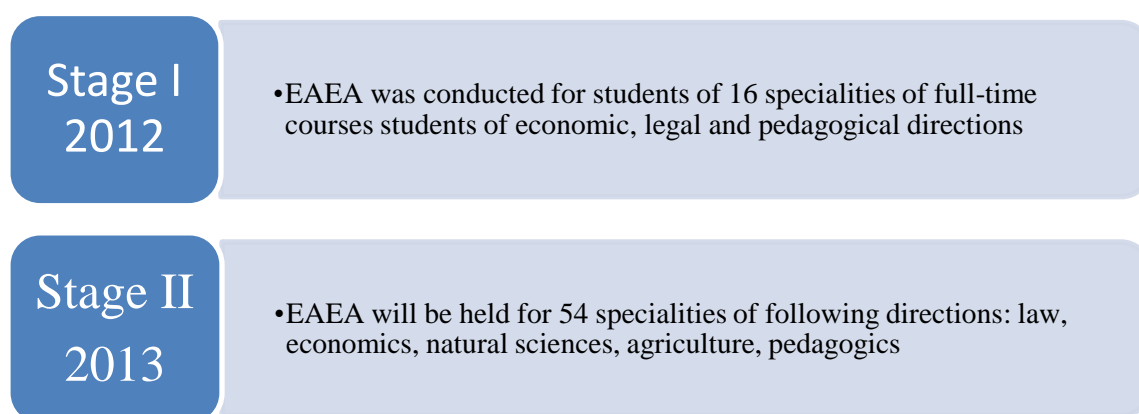 Stage I
2012
•EAEA was conducted for students of 16 specialities of full-time
courses students of economic, legal and pedagogical directions
Stage II
2013
•EAEA will be held for 54 specialities of following directions: law,
economics, natural sciences, agriculture, pedagogics